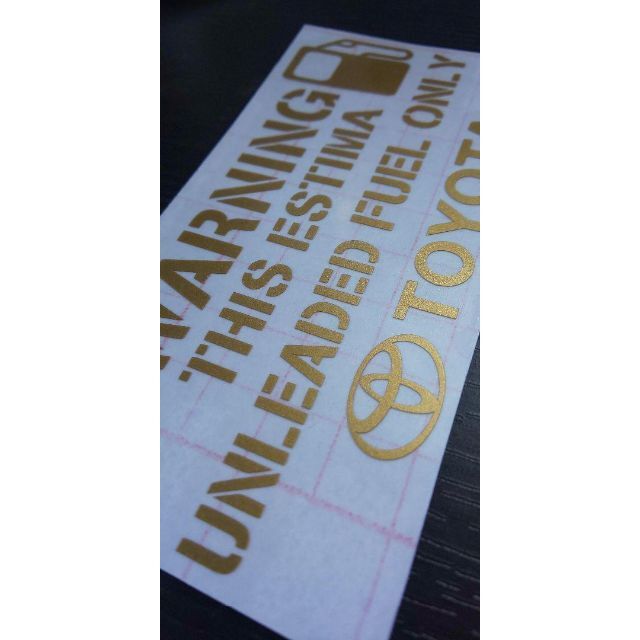 WARNING
THIS ESTIMA
UNLEADED FUEL ONLY
TOYOTA